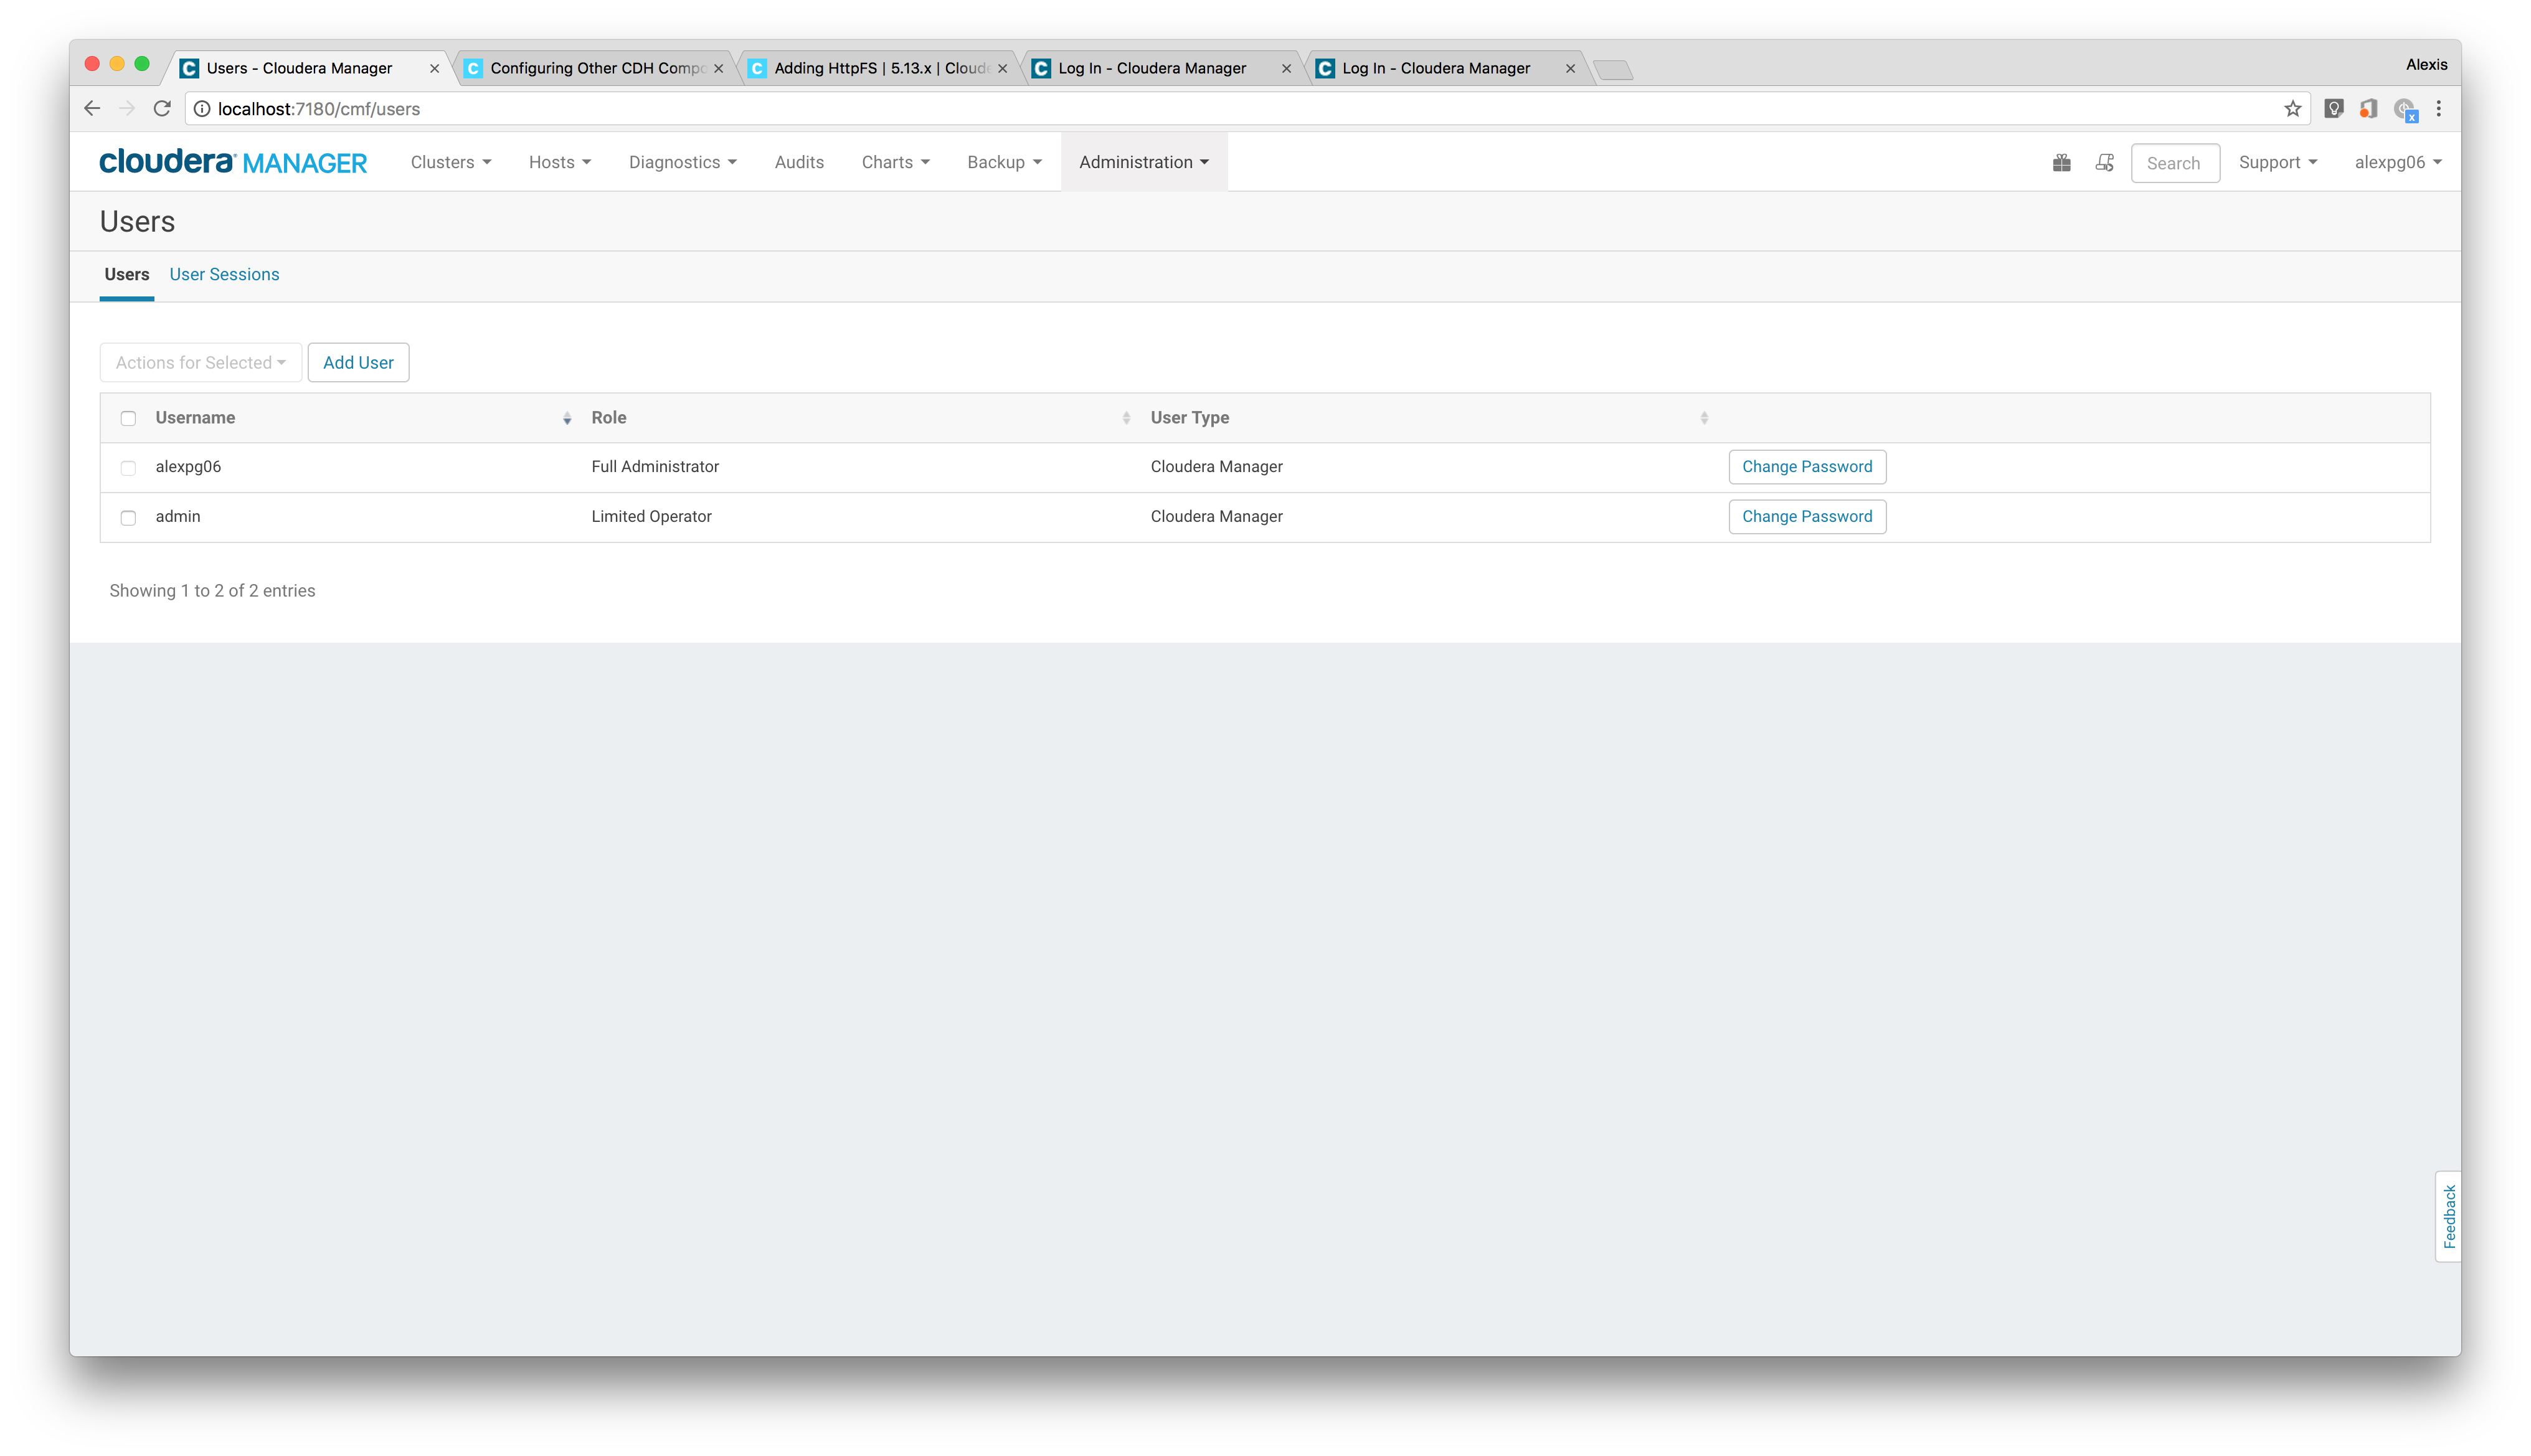 Users - Cloudera Manager
Configuring Other CDH Compo
Adding HttpFS | 5.13.x | Cloude
Log In - Cloudera Manager
Log In - Cloudera Manager
Alexis
localhost:7180/cmf/users
cloudera MANAGER
Clusters
Hosts
Diagnostics
Audits
Charts
Backup
Administration
Search
Support
alexpg06
Users
Users
User Sessions
Actions for Selected
Add User
Username
Role
User Type
alexpg06
Full Administrator
Cloudera Manager
Change Password
admin
Limited Operator
Cloudera Manager
Change Password
Showing 1 to 2 of 2 entries
Feedback